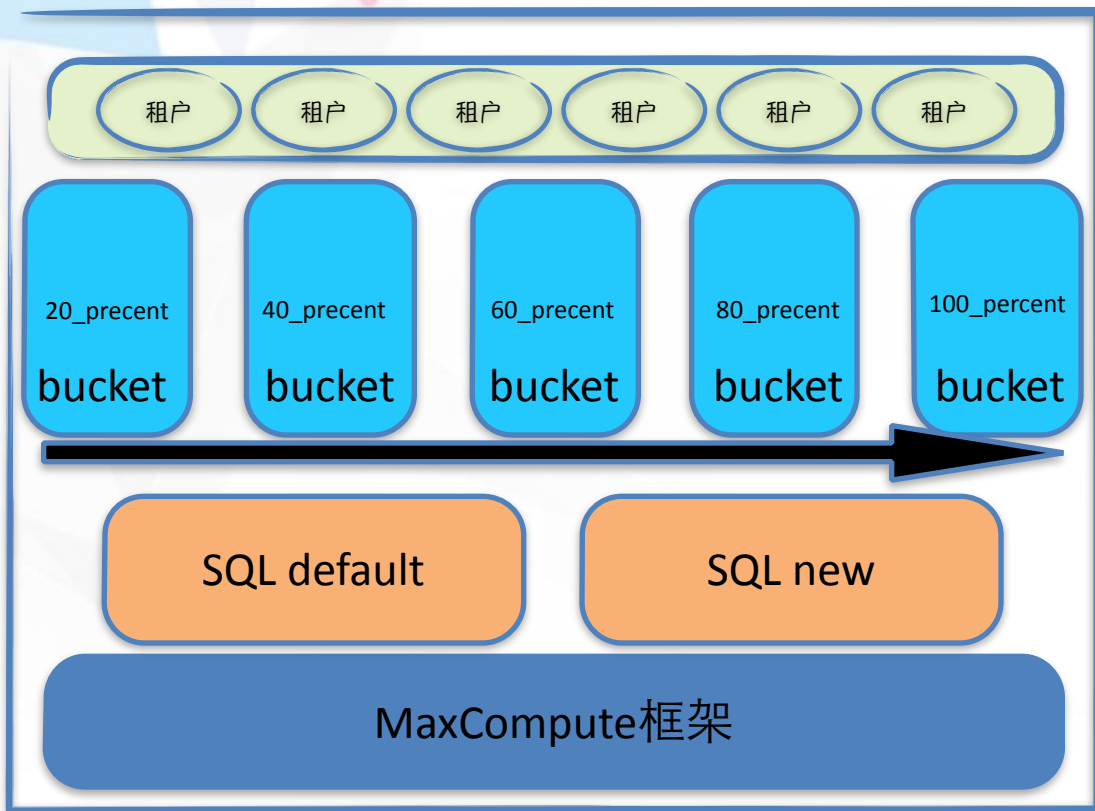 租户 租户 租户 租户 租户 租户
20_precent 40_precent 60_precent 80_precent 100_percent
bucket bucket bucket bucket bucket
SQL default SQL new
MaxCompute框架